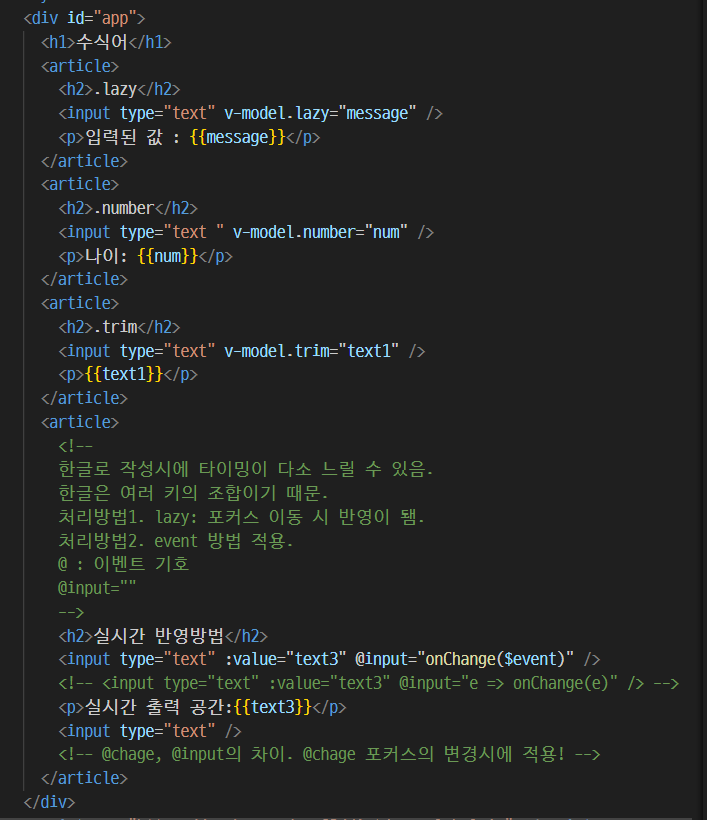 <div id="app">
<h1>수식어</h1>
<article>
<h2>.lazy</h2>
<input type="text" v-model.lazy="message" />
<p>입력된 값 : {{message}}</p>
</article>
<article>
<h2>.number</h2>
<input type="text " v-model.number="num" />
<p>나이: {{num}}</p>
</article>
<article>
<h2>.trim</h2>
<input type="text" v-model.trim="text1" />
<p>{{text1}}</p>
</article>
<article>
<!--
한글로 작성시에 타이밍이 다소 느릴 수 있음.
한글은 여러 키의 조합이기 때문.
처리방법1. lazy: 포커스 이동 시 반영이 됌.
처리방법2. event 방법 적용.
@ : 이벤트 기호
@input=""
-->
<h2>실시간 반영방법</h2>
<input type="text" :value="text3" @input="onChange($event)" />
<!-- <input type="text" :value="text3" @input="e => onChange(e)" /> -->
<p>실시간 출력 공간:{{text3}}</p>
<input type="text" />
<!-- @chage, @input의 차이. @chage 포커스의 변경시에 적용! -->
</article>
</div>